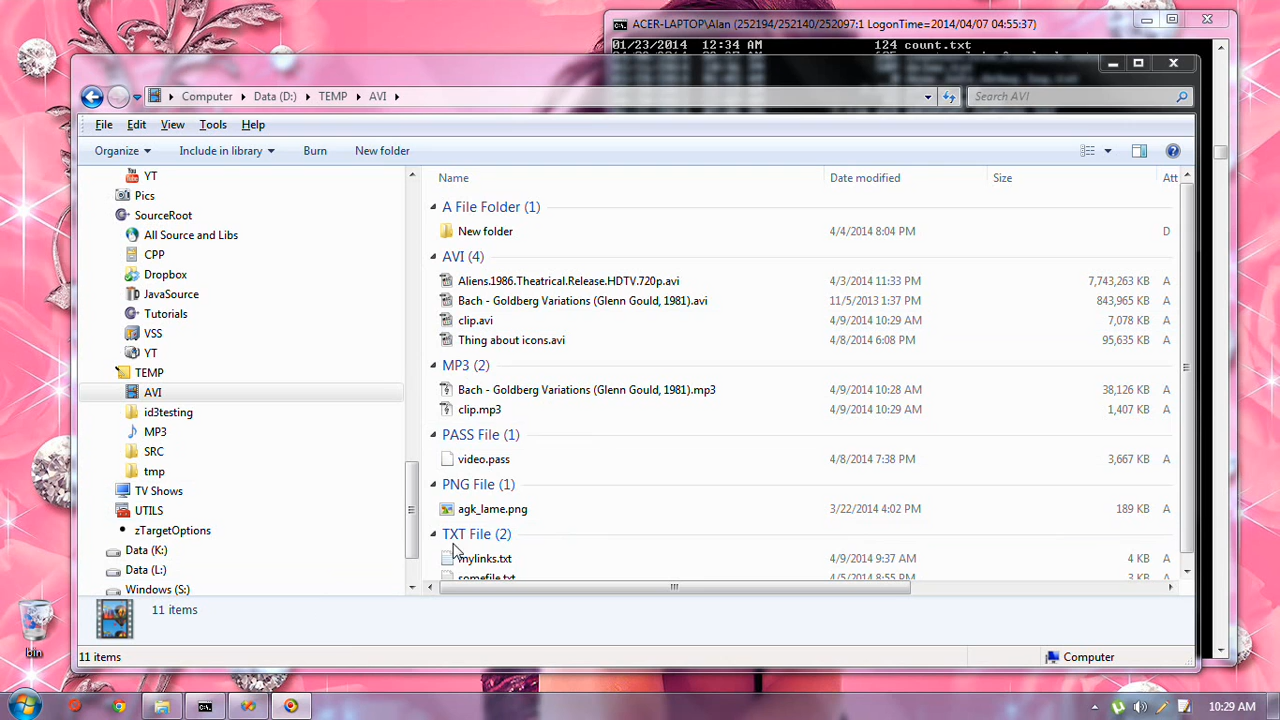 ACER-LAPTOP\Alan (252194/252140/252097:1 LogonTime=2014/04/07 04:55:37)
01/23/2014 12:34 AM 124 count.txt
Computer Data (D:) TEMP AVI
Search AVI
File Edit View Tools Help
Organize Include in library Burn New folder
Name Date modified Size Att
YT
Pics
SourceRoot
All Source and Libs
CPP
Dropbox
JavaSource
Tutorials
VSS
YT
TEMP
AVI
id3testing
MP3
SRC
tmp
TV Shows
UTILS
zTargetOptions
Data (K:)
Data (L:)
Windows (S:)
A File Folder (1)
New folder 4/4/2014 8:04 PM D
AVI (4)
Aliens.1986.Theatrical.Release.HDTV.720p.avi 4/3/2014 11:33 PM 7,743,263 KB A
Bach - Goldberg Variations (Glenn Gould, 1981).avi 11/5/2013 1:37 PM 843,965 KB A
clip.avi 4/9/2014 10:29 AM 7,078 KB A
Thing about icons.avi 4/8/2014 6:08 PM 95,635 KB A
MP3 (2)
Bach - Goldberg Variations (Glenn Gould, 1981).mp3 4/9/2014 10:28 AM 38,126 KB A
clip.mp3 4/9/2014 10:29 AM 1,407 KB A
PASS File (1)
video.pass 4/8/2014 7:38 PM 3,667 KB A
PNG File (1)
agk_lame.png 3/22/2014 4:02 PM 189 KB A
TXT File (2)
mylinks.txt 4/9/2014 9:37 AM 4 KB A
somefile.txt 4/5/2014 8:55 PM 3 KB A
11 items
11 items
Computer
bin
10:29 AM